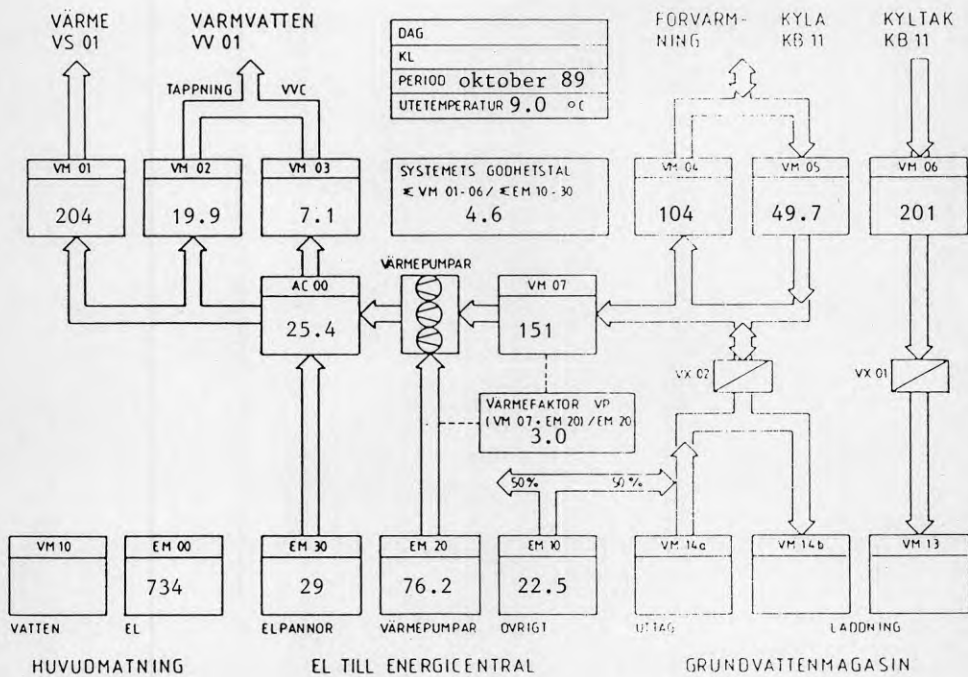 VÄRME
VS 01
VARMVATTEN
VV 01
DAG
KL
PERIOD oktober 89
UTETEMPERATUR 9.0 °C
FÖRVÄRM-
NING
KYLA
KB 11
KYLTAK
KB 11
TAPPNING
VVC
VM 01
204
VM 02
19.9
VM 03
7.1
SYSTEMETS GODHETSTAL
€ VM 01-06 / € EM 10-30
4.6
VM 04
104
VM 05
49.7
VM 06
201
VÄRMEPUMPAR
AC 00
25.4
VM 07
151
VX 02
VX 01
VÄRMEFAKTOR VP
(VM 07 + EM 20) / EM 20
3.0
50%
50%
VM 10
EM 00
734
EM 30
29
EM 20
76.2
EM 10
22.5
VM 14a
VM 14b
VM 13
VATTEN
EL
ELPANNOR
VÄRMEPUMPAR
ÖVRIGT
UTTAG
LADDNING
HUVUDMATNING
EL TILL ENERGICENTRAL
GRUNDVATTENMAGASIN